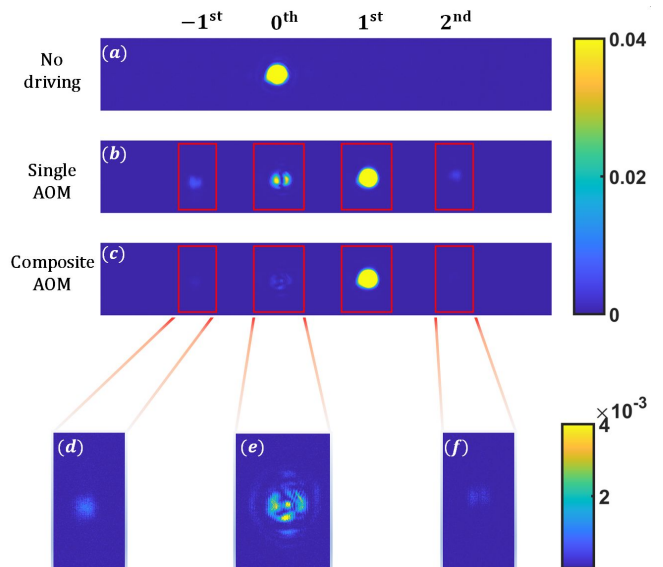 −1ˢᵗ 0ᵗʰ 1ˢᵗ 2ⁿᵈ
No
driving
(a)
0.04
Single
AOM
(b)
0.02
Composite
AOM
(c)
0
(d) (e) (f)
×10⁻³
4
2